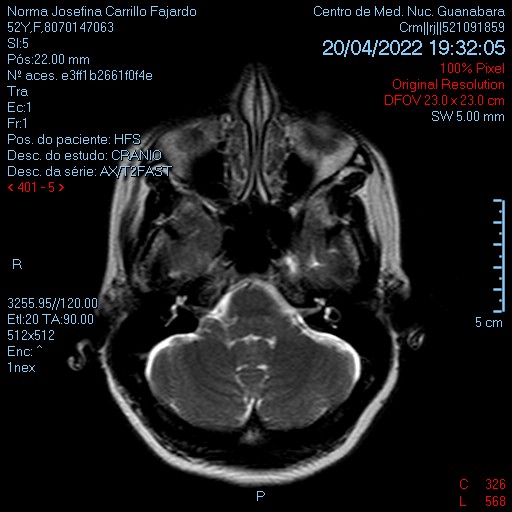 Norma Josefina Carrillo Fajardo
52Y,F,8070147063
Sl:5
Pós:22.00 mm
Nº aces. e3ff1b2661f0f4e
Tra
Ec:1
Fr:1
Pos. do paciente: HFS
Desc. do estudo: CRANIO
Desc. da série: AX/T2FAST
< 401 - 5 >
Centro de Med. Nuc. Guanabara
Crm||rj||521091859
20/04/2022 19:32:05
100% Pixel
Original Resolution
DFOV 23.0 x 23.0 cm
SW 5.00 mm
R
5 cm
3255.95//120.00
Etl:20 TA:90.00
512x512
Enc: ^
1nex
P
C 326
L 568